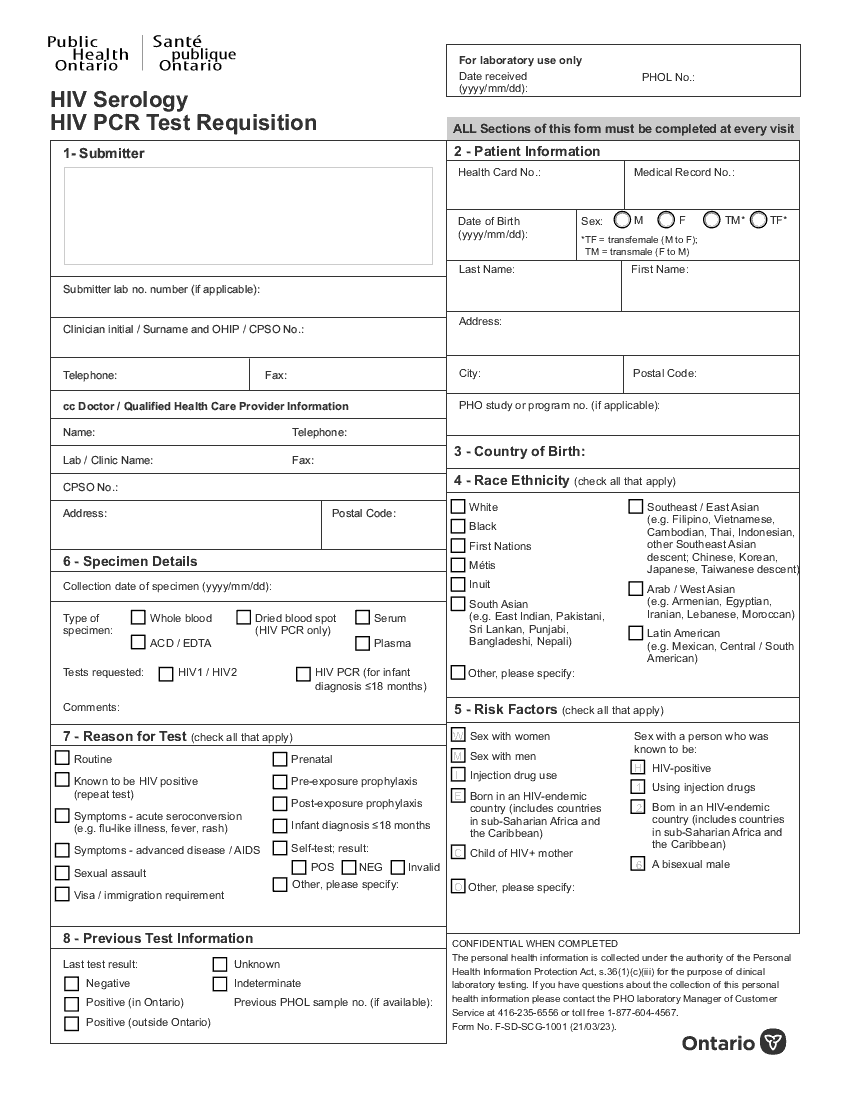 Public Health Ontario
Santé publique Ontario
For laboratory use only
Date received (yyyy/mm/dd):
PHOL No.:
HIV Serology
HIV PCR Test Requisition
ALL Sections of this form must be completed at every visit
1- Submitter
Submitter lab no. number (if applicable):
Clinician initial / Surname and OHIP / CPSO No.:
Telephone:
Fax:
cc Doctor / Qualified Health Care Provider Information
Name:
Telephone:
Lab / Clinic Name:
Fax:
CPSO No.:
Address:
Postal Code:
2 - Patient Information
Health Card No.:
Medical Record No.:
Date of Birth
(yyyy/mm/dd):
Sex: M F TM* TF*
*TF = transfemale (M to F);
TM = transmale (F to M)
Last Name:
First Name:
Address:
City:
Postal Code:
PHO study or program no. (if applicable):
3 - Country of Birth:
4 - Race Ethnicity (check all that apply)
White
Black
First Nations
Métis
Inuit
South Asian
(e.g. East Indian, Pakistani,
Sri Lankan, Punjabi,
Bangladeshi, Nepali)
Other, please specify:
Southeast / East Asian
(e.g. Filipino, Vietnamese,
Cambodian, Thai, Indonesian,
other Southeast Asian
descent; Chinese, Korean,
Japanese, Taiwanese descent)
Arab / West Asian
(e.g. Armenian, Egyptian,
Iranian, Lebanese, Moroccan)
Latin American
(e.g. Mexican, Central / South
American)
5 - Risk Factors (check all that apply)
W Sex with women
M Sex with men
I Injection drug use
E Born in an HIV-endemic
country (includes countries
in sub-Saharian Africa and
the Caribbean)
C Child of HIV+ mother
O Other, please specify:
Sex with a person who was
known to be:
H HIV-positive
1 Using injection drugs
2 Born in an HIV-endemic
country (includes countries
in sub-Saharian Africa and
the Caribbean)
6 A bisexual male
6 - Specimen Details
Collection date of specimen (yyyy/mm/dd):
Type of
specimen:
Whole blood
Dried blood spot
(HIV PCR only)
Serum
ACD / EDTA
Plasma
Tests requested:
HIV1 / HIV2
HIV PCR (for infant
diagnosis ≤18 months)
Comments:
7 - Reason for Test (check all that apply)
Routine
Known to be HIV positive
(repeat test)
Symptoms - acute seroconversion
(e.g. flu-like illness, fever, rash)
Symptoms - advanced disease / AIDS
Sexual assault
Visa / immigration requirement
Prenatal
Pre-exposure prophylaxis
Post-exposure prophylaxis
Infant diagnosis ≤18 months
Self-test; result:
POS NEG Invalid
Other, please specify:
8 - Previous Test Information
Last test result:
Negative
Positive (in Ontario)
Positive (outside Ontario)
Unknown
Indeterminate
Previous PHOL sample no. (if available):
CONFIDENTIAL WHEN COMPLETED
The personal health information is collected under the authority of the Personal
Health Information Protection Act, s.36(1)(c)(iii) for the purpose of clinical
laboratory testing. If you have questions about the collection of this personal
health information please contact the PHO laboratory Manager of Customer
Service at 416-235-6556 or toll free 1-877-604-4567.
Form No. F-SD-SCG-1001 (21/03/23).
Ontario